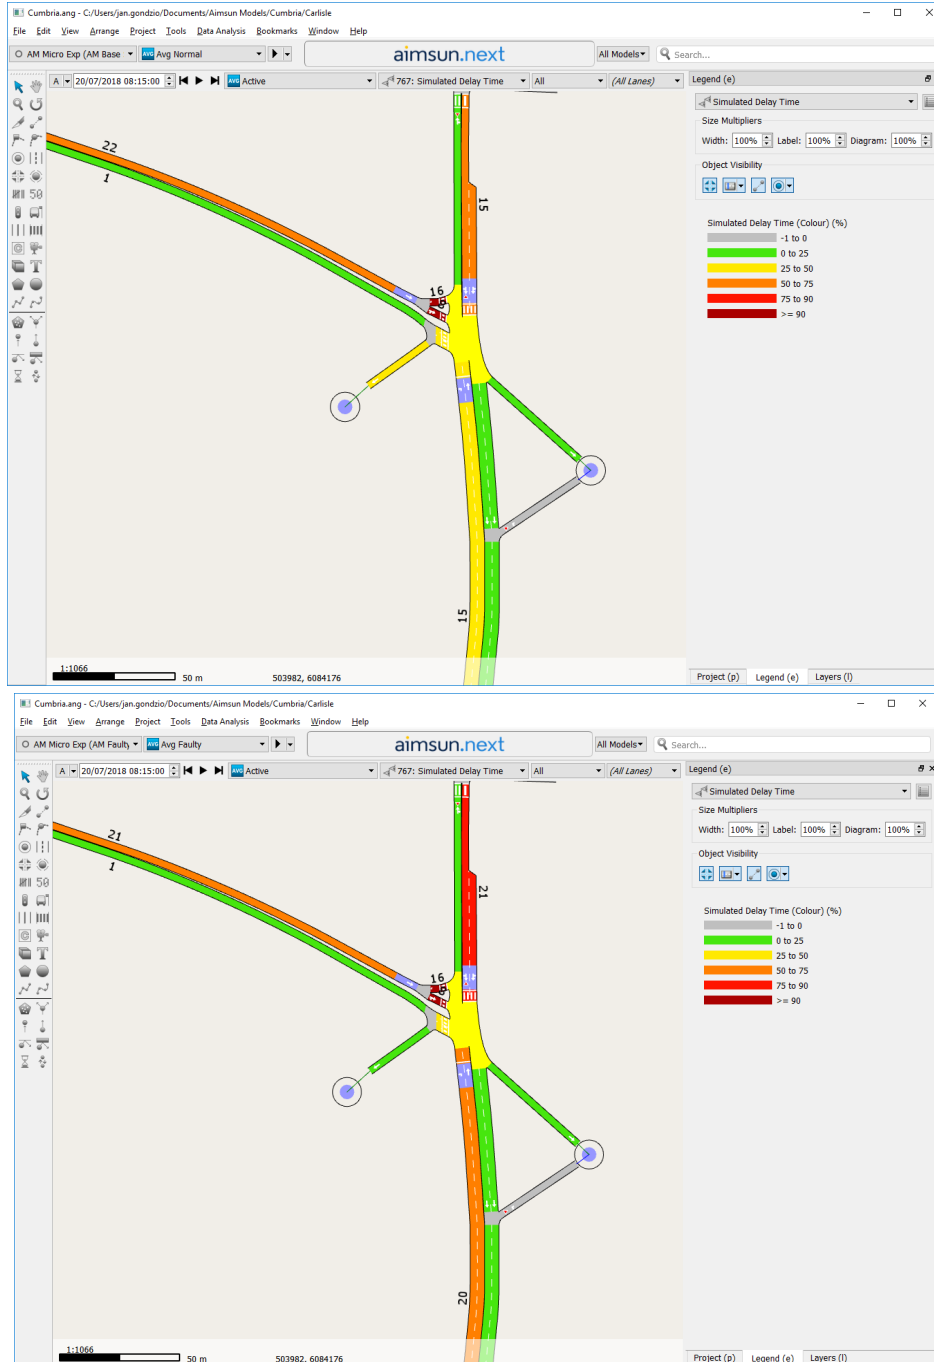 Cumbria.ang - C:/Users/jan.gondzio/Documents/Aimsun Models/Cumbria/Carlisle
File Edit View Arrange Project Tools Data Analysis Bookmarks Window Help
AM Micro Exp (AM Base Avg Normal aimsun.next All Models Search...
A 20/07/2018 08:15:00 Active 767: Simulated Delay Time All (All Lanes) Legend (e)
Simulated Delay Time
Size Multipliers
Width: 100% Label: 100% Diagram: 100%
Object Visibility
Simulated Delay Time (Colour) (%)
-1 to 0
0 to 25
25 to 50
50 to 75
75 to 90
>= 90
22
1
15
16
15
1:1066
50 m 503982, 6084176
Project (p) Legend (e) Layers (l)
Cumbria.ang - C:/Users/jan.gondzio/Documents/Aimsun Models/Cumbria/Carlisle
File Edit View Arrange Project Tools Data Analysis Bookmarks Window Help
AM Micro Exp (AM Faulty Avg Faulty aimsun.next All Models Search...
A 20/07/2018 08:15:00 Active 767: Simulated Delay Time All (All Lanes) Legend (e)
Simulated Delay Time
Size Multipliers
Width: 100% Label: 100% Diagram: 100%
Object Visibility
Simulated Delay Time (Colour) (%)
-1 to 0
0 to 25
25 to 50
50 to 75
75 to 90
>= 90
21
1
21
16
20
1:1066
50 m 503982, 6084176
Project (p) Legend (e) Layers (l)